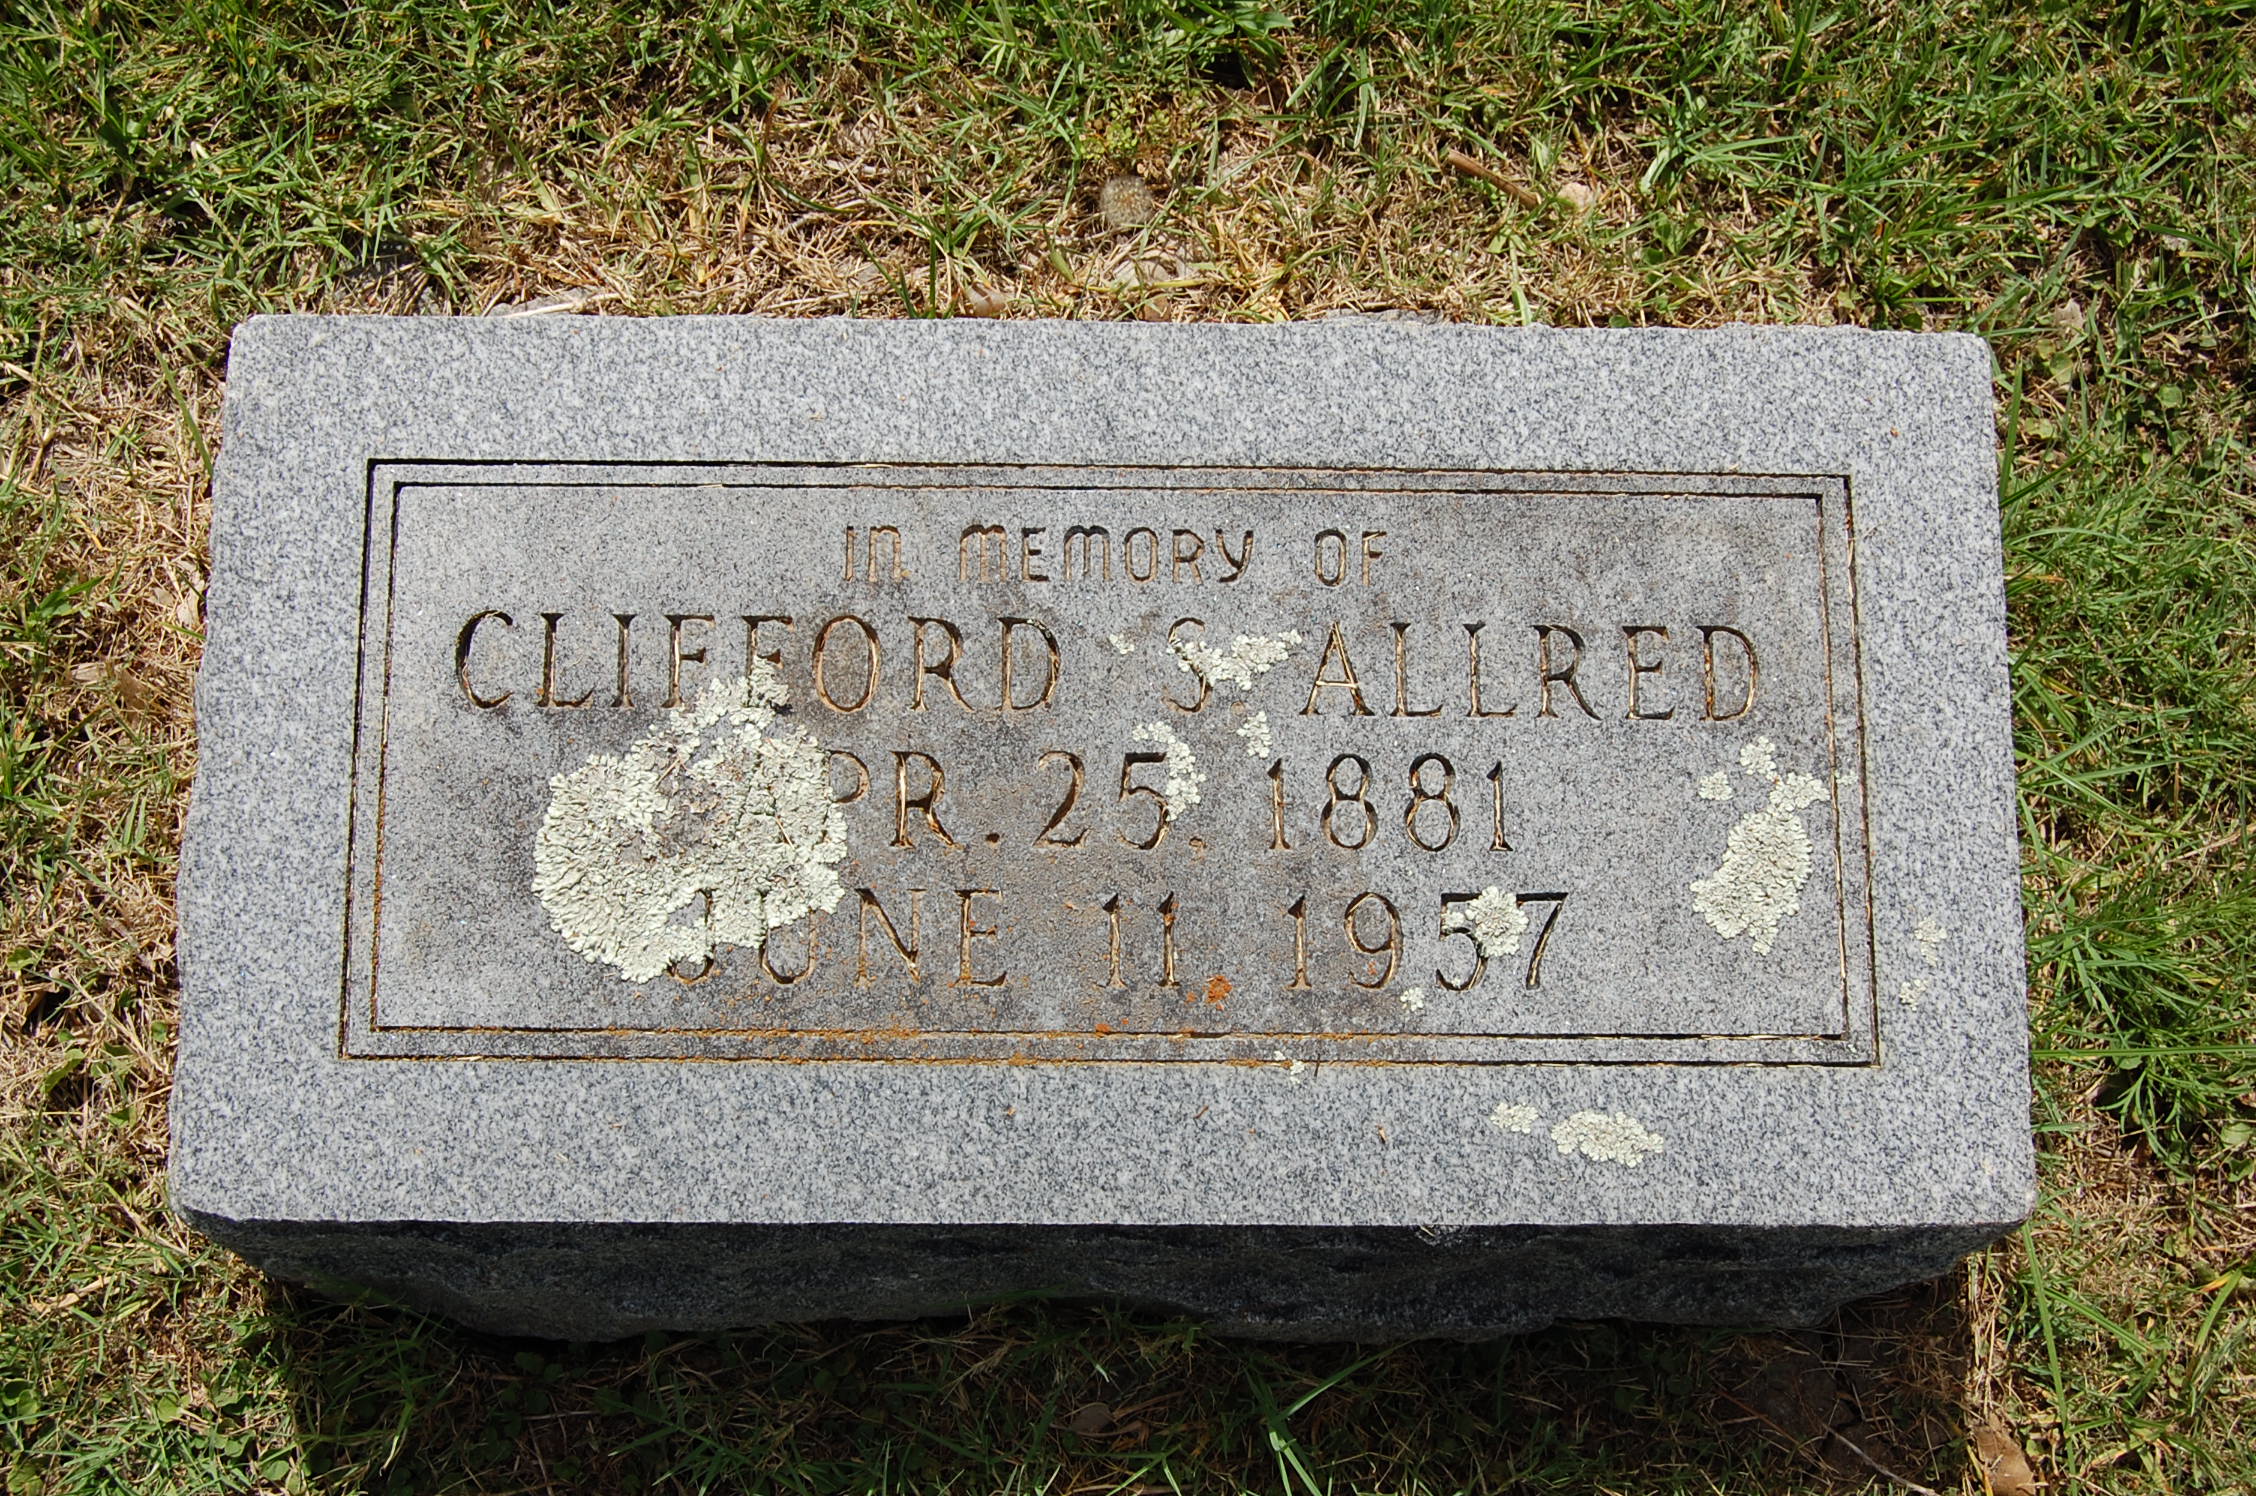 IN MEMORY OF
CLIFFORD S. ALLRED
APR. 25, 1881
JUNE 11, 1957